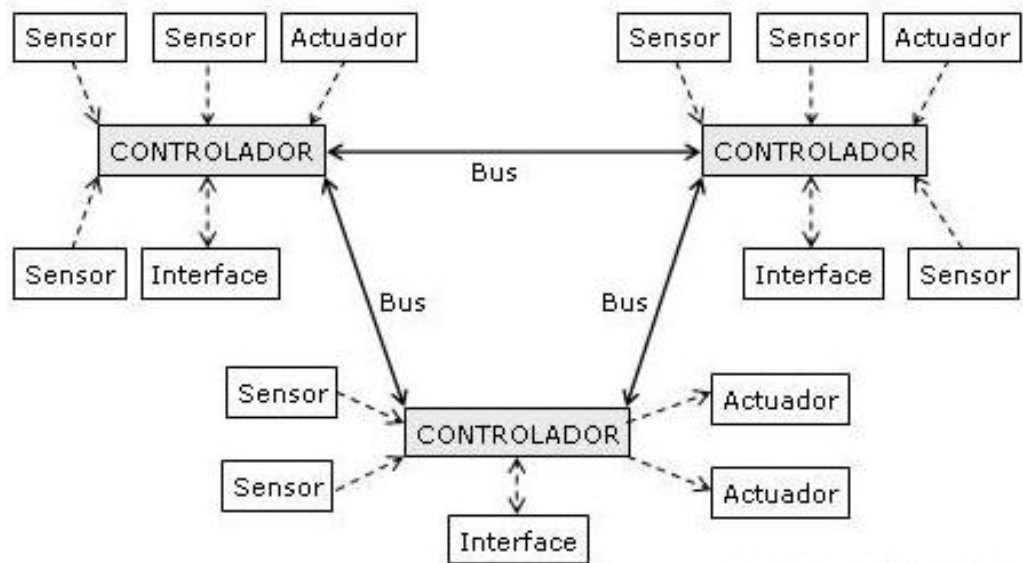 Sensor
Sensor
Actuador
Sensor
Sensor
Actuador
CONTROLADOR
CONTROLADOR
Bus
Sensor
Interface
Interface
Sensor
Bus
Bus
Sensor
Actuador
CONTROLADOR
Sensor
Actuador
Interface